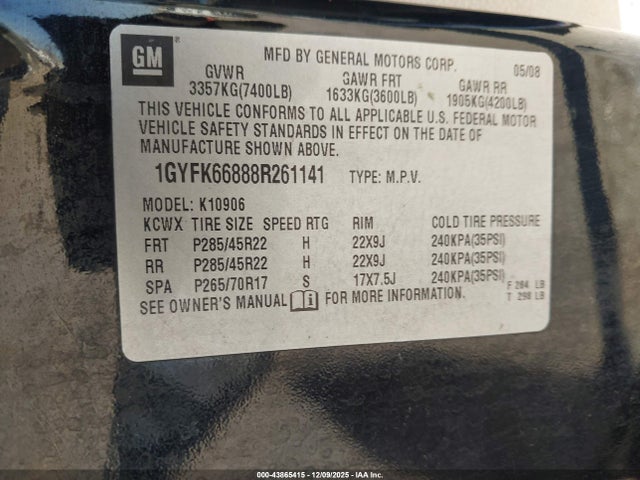 GM
MFD BY GENERAL MOTORS CORP. 05/08
GVWR GAWR FRT GAWR RR
3357KG(7400LB) 1633KG(3600LB) 1905KG(4200LB)
THIS VEHICLE CONFORMS TO ALL APPLICABLE U.S. FEDERAL MOTOR
VEHICLE SAFETY STANDARDS IN EFFECT ON THE DATE OF
MANUFACTURE SHOWN ABOVE.
1GYFK66888R261141 TYPE: M.P.V.
MODEL: K10906
KCWX TIRE SIZE SPEED RTG RIM COLD TIRE PRESSURE
FRT P285/45R22 H 22X9J 240KPA(35PSI)
RR P285/45R22 H 22X9J 240KPA(35PSI)
SPA P265/70R17 S 17X7.5J 240KPA(35PSI)
F 284 LB
T 298 LB
SEE OWNER'S MANUAL i FOR MORE INFORMATION.
000-43865415 - 12/09/2025 - IAA Inc.